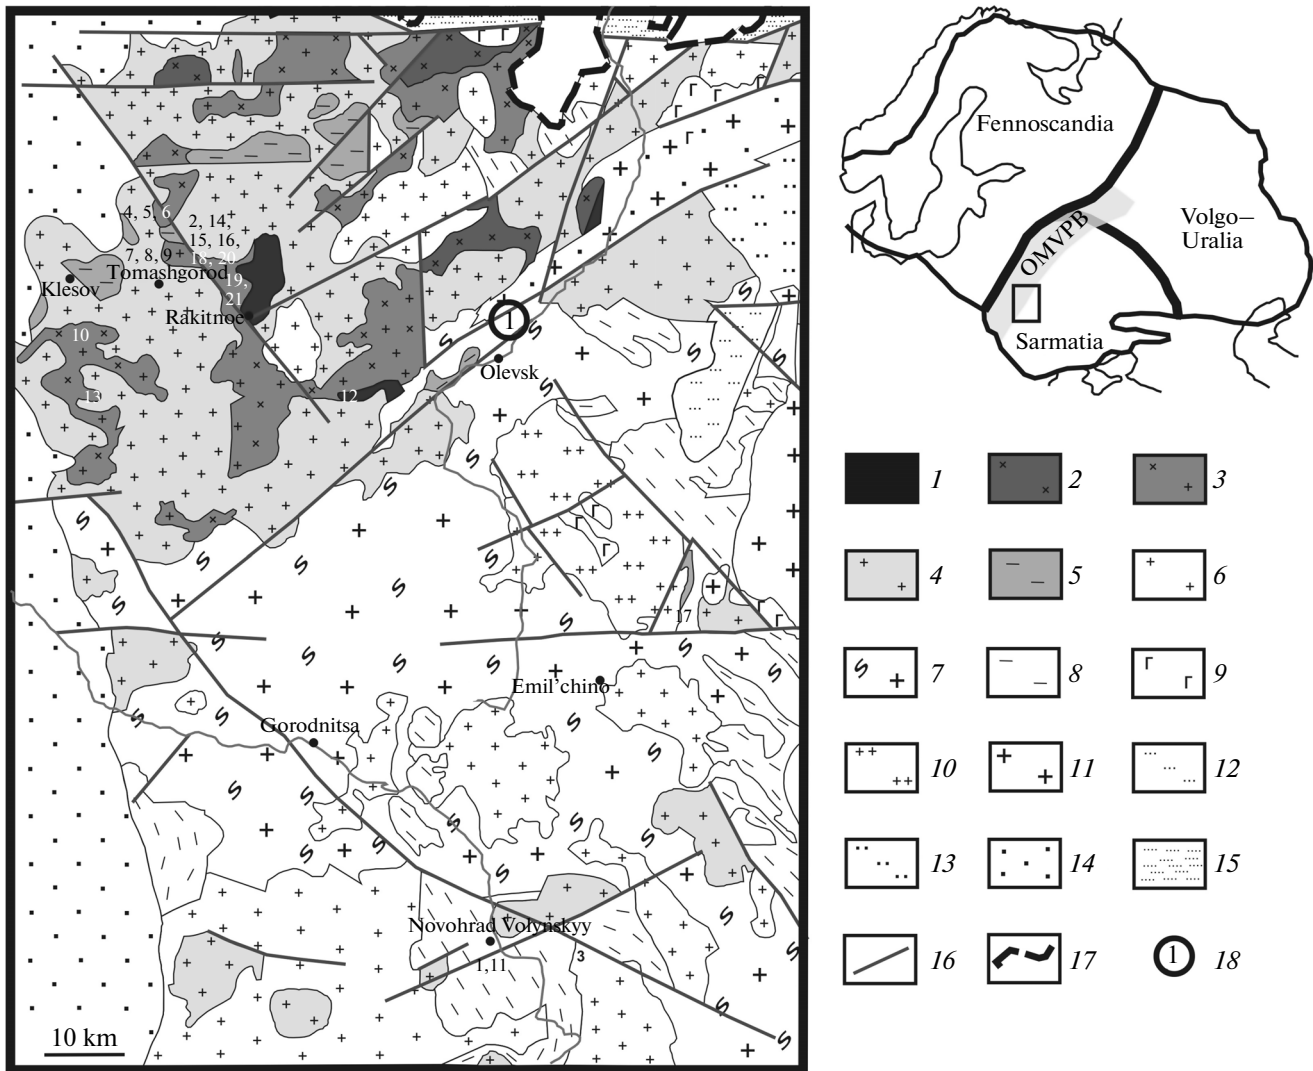 4, 5, 6
2, 14,
15, 16,
7, 8, 9
18, 20
Tomashgorod
19,
21
Klesov
Rakitnoe
10
13
12
1
Olevsk
17
Emil'chino
Gorodnitsa
Novohrad Volynskyy
1,11
3
10 km
Fennoscandia
Volgo–
Uralia
OMVPB
Sarmatia
1
2
3
4
5
6
7
8
9
10
11
12
13
14
15
16
17
1
18